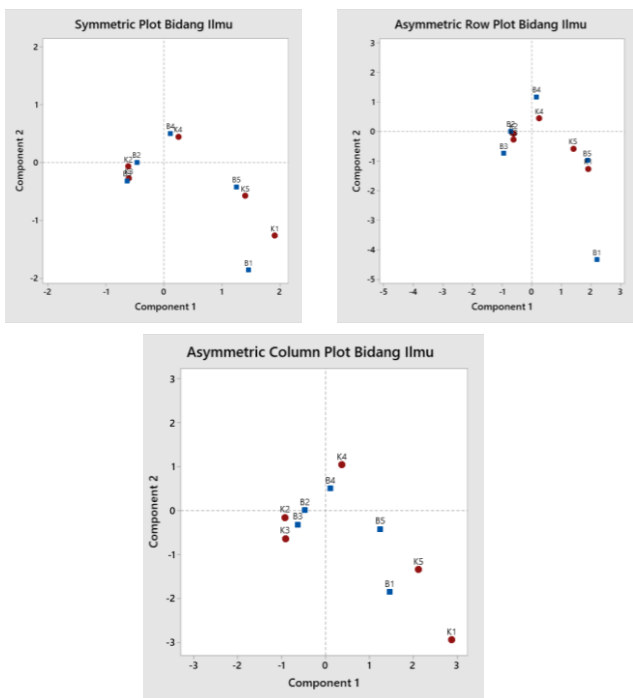 Symmetric Plot Bidang Ilmu
2
1
0
-1
-2
Component 2
B4
K4
K2
B2
B5
K5
K1
B1
-2
-1
0
1
2
Component 1
Asymmetric Row Plot Bidang Ilmu
3
2
1
0
-1
-2
-3
-4
-5
Component 2
B4
K4
B2
B3
K5
B5
B1
-5
-4
-3
-2
-1
0
1
2
3
Component 1
Asymmetric Column Plot Bidang Ilmu
3
2
1
0
-1
-2
-3
Component 2
K4
B4
K2
B2
B3
K3
B5
K5
B1
K1
-3
-2
-1
0
1
2
3
Component 1